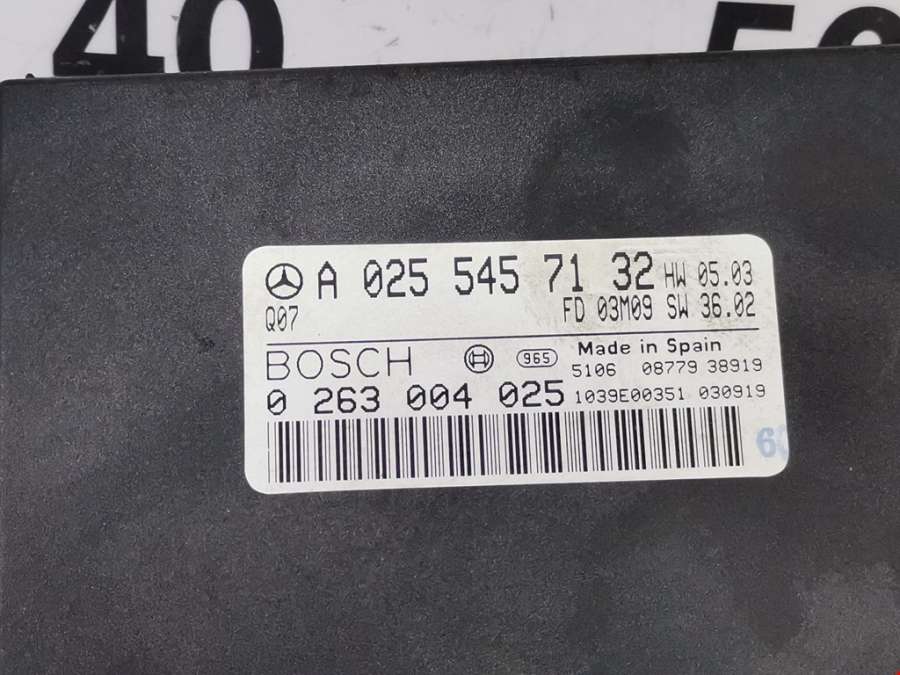 40
A 025 545 71 32 HW 05.03
Q07 FD 03M09 SW 36.02
BOSCH 965 Made in Spain
5106 08779 38919
0 263 004 025 1039E00351 030919